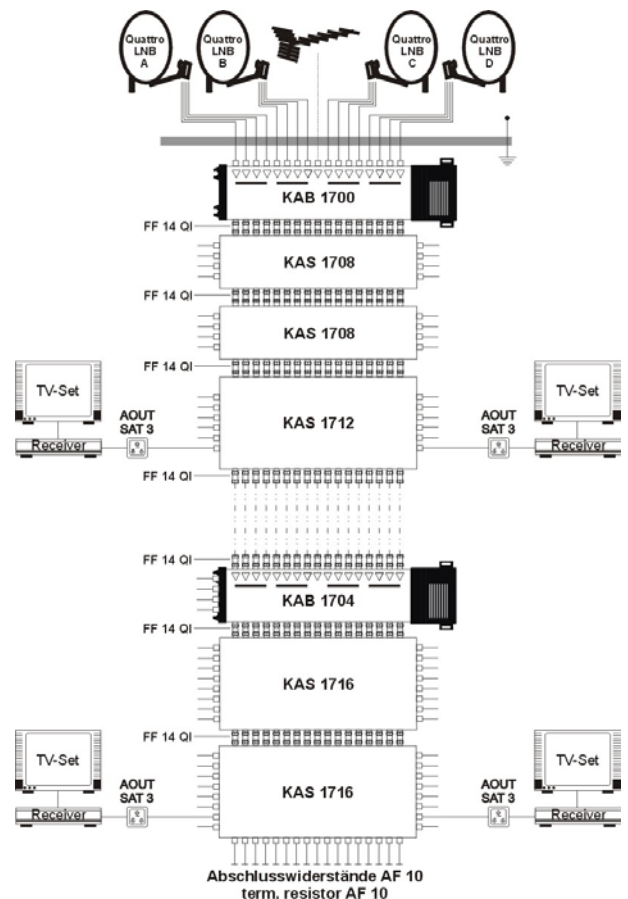 Quattro
LNB
A
Quattro
LNB
B
Quattro
LNB
C
Quattro
LNB
D
KAB 1700
FF 14 QI
KAS 1708
FF 14 QI
KAS 1708
FF 14 QI
TV-Set
Receiver
AOUT
SAT 3
KAS 1712
AOUT
SAT 3
TV-Set
Receiver
FF 14 QI
FF 14 QI
KAB 1704
FF 14 QI
KAS 1716
FF 14 QI
TV-Set
Receiver
AOUT
SAT 3
KAS 1716
AOUT
SAT 3
TV-Set
Receiver
Abschlusswiderstände AF 10
term. resistor AF 10